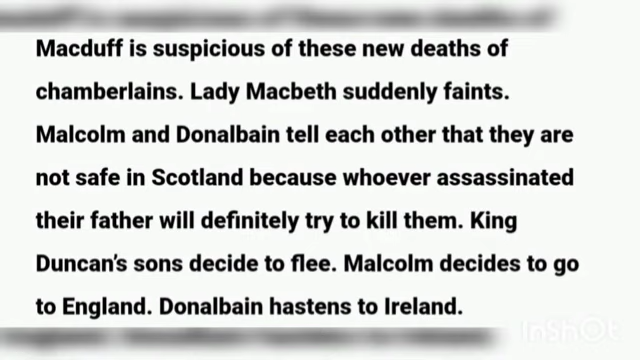 Macduff is suspicious of these new deaths of
chamberlains. Lady Macbeth suddenly faints.
Malcolm and Donalbain tell each other that they are
not safe in Scotland because whoever assassinated
their father will definitely try to kill them. King
Duncan's sons decide to flee. Malcolm decides to go
to England. Donalbain hastens to Ireland.
InShOt